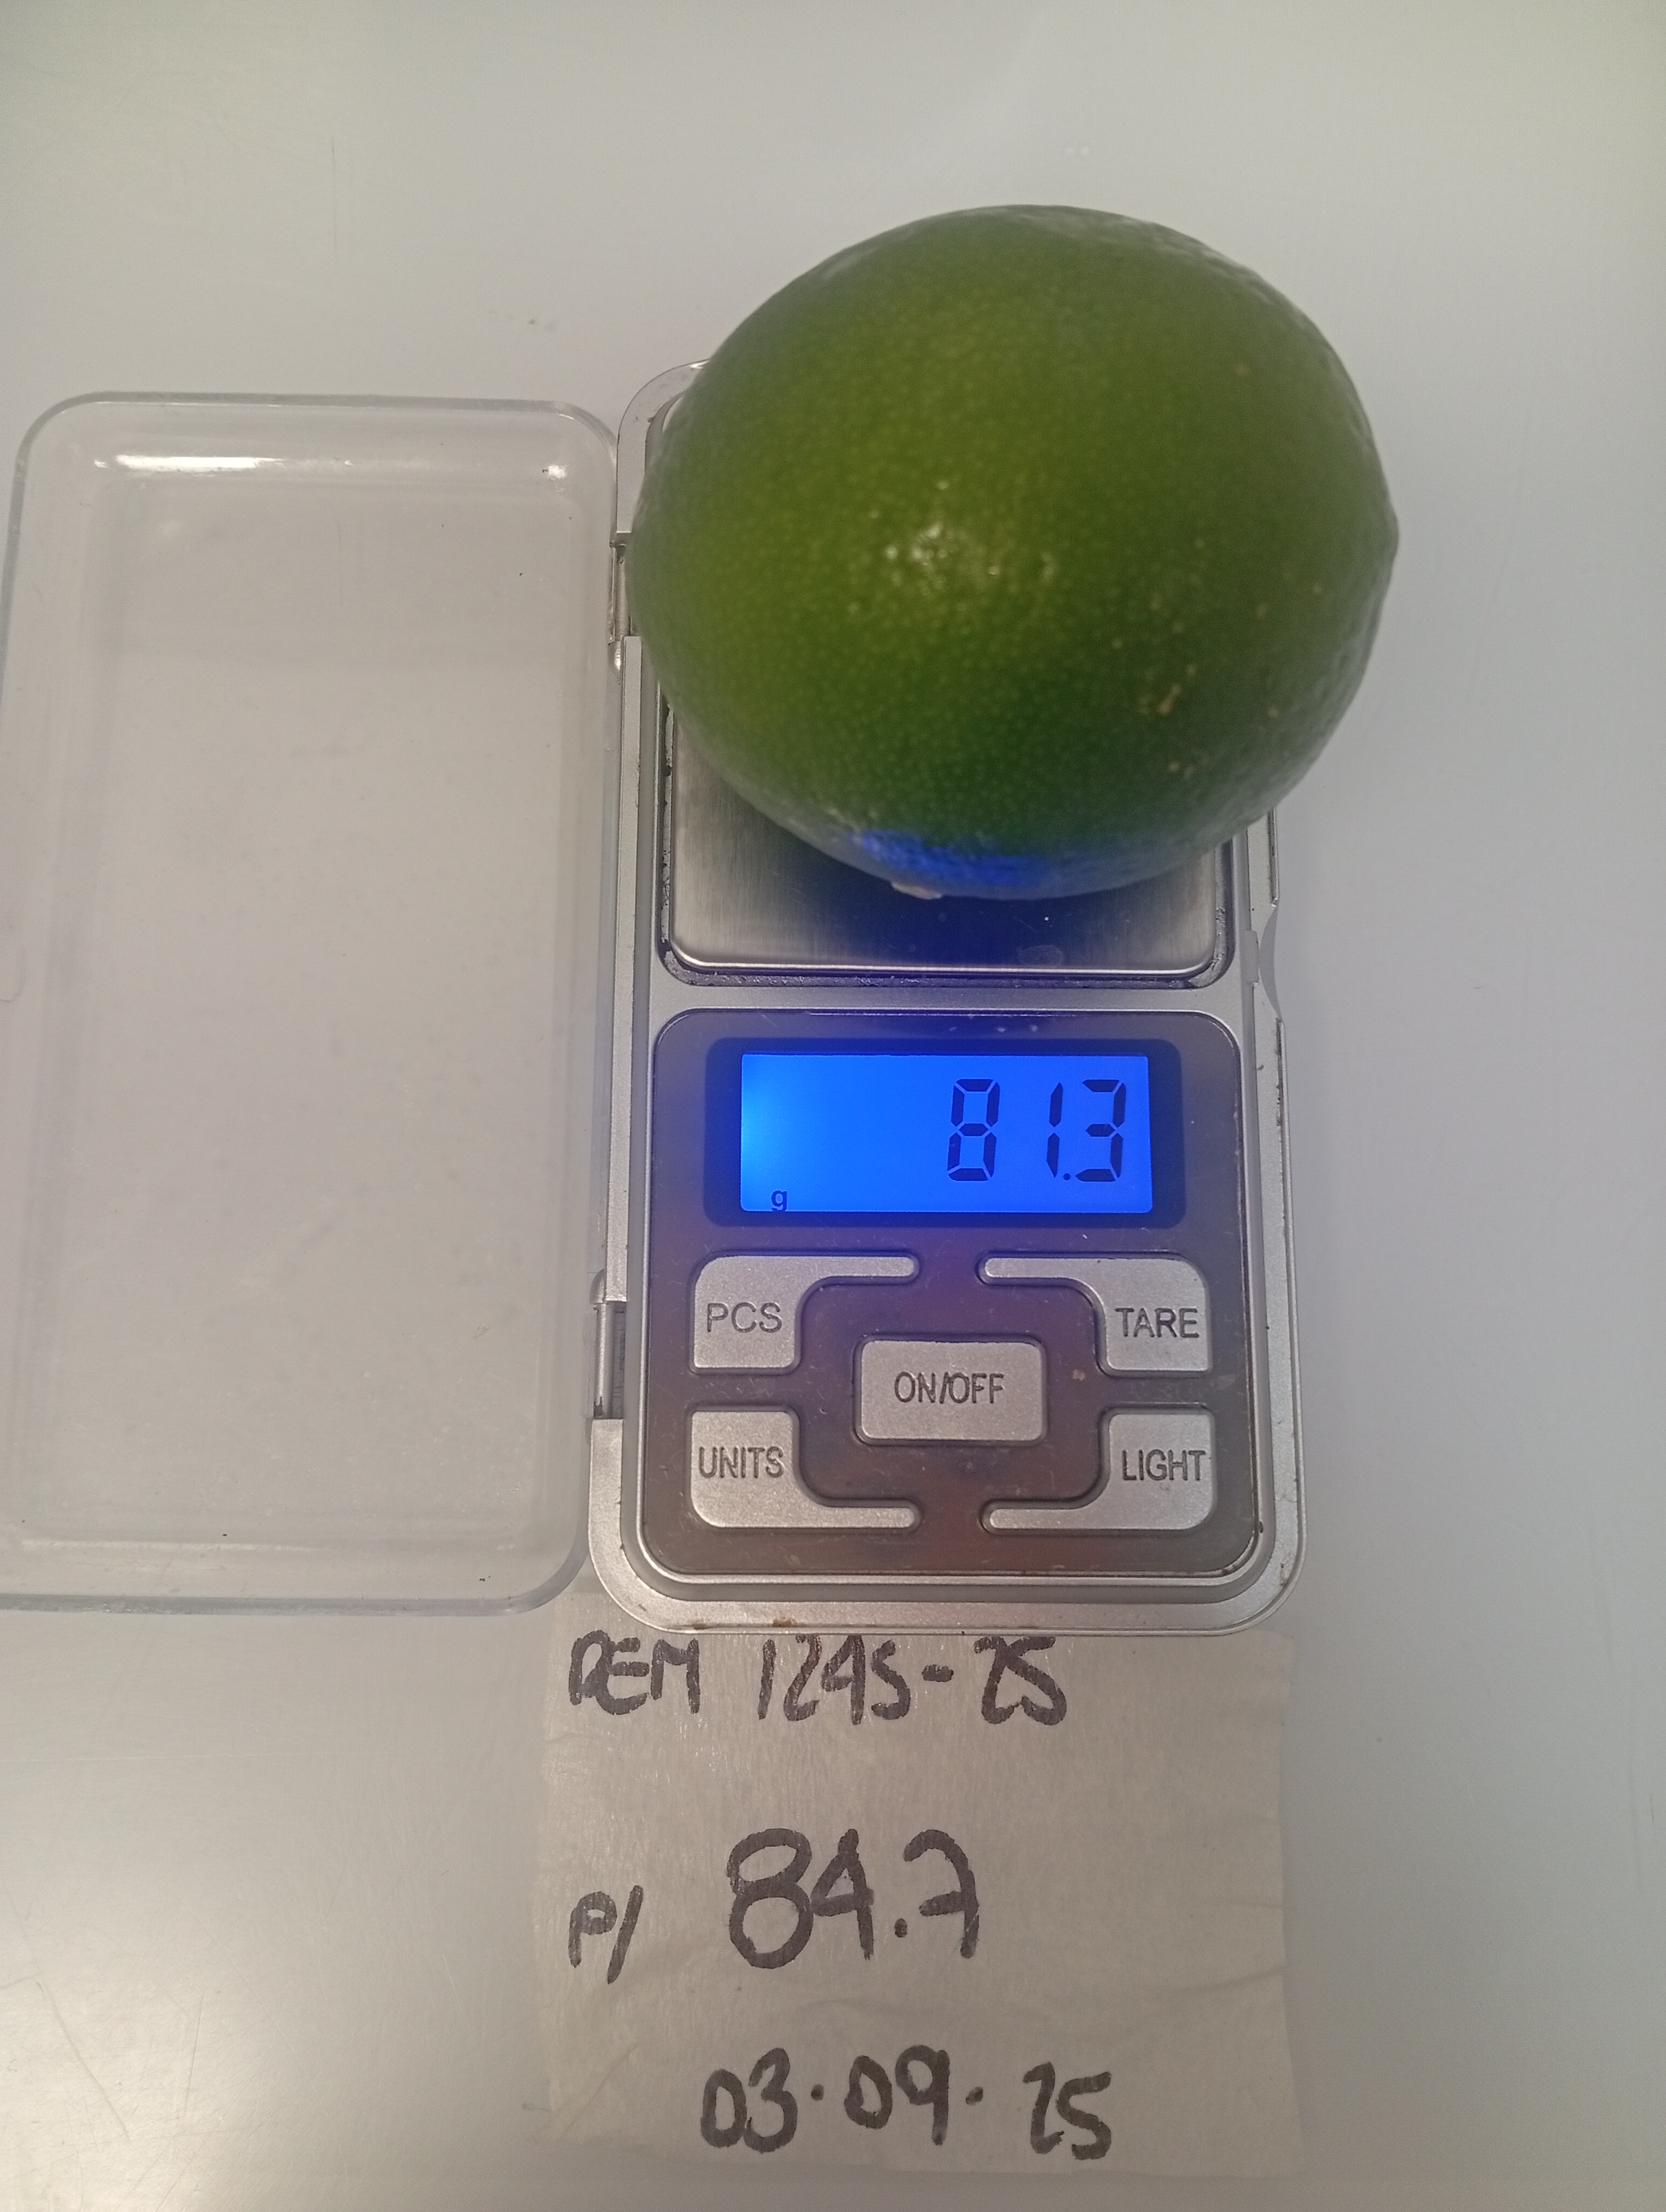 81.3
g
PCS
TARE
ON/OFF
UNITS
LIGHT
REM 1245-25
P/ 84.7
03.09.25